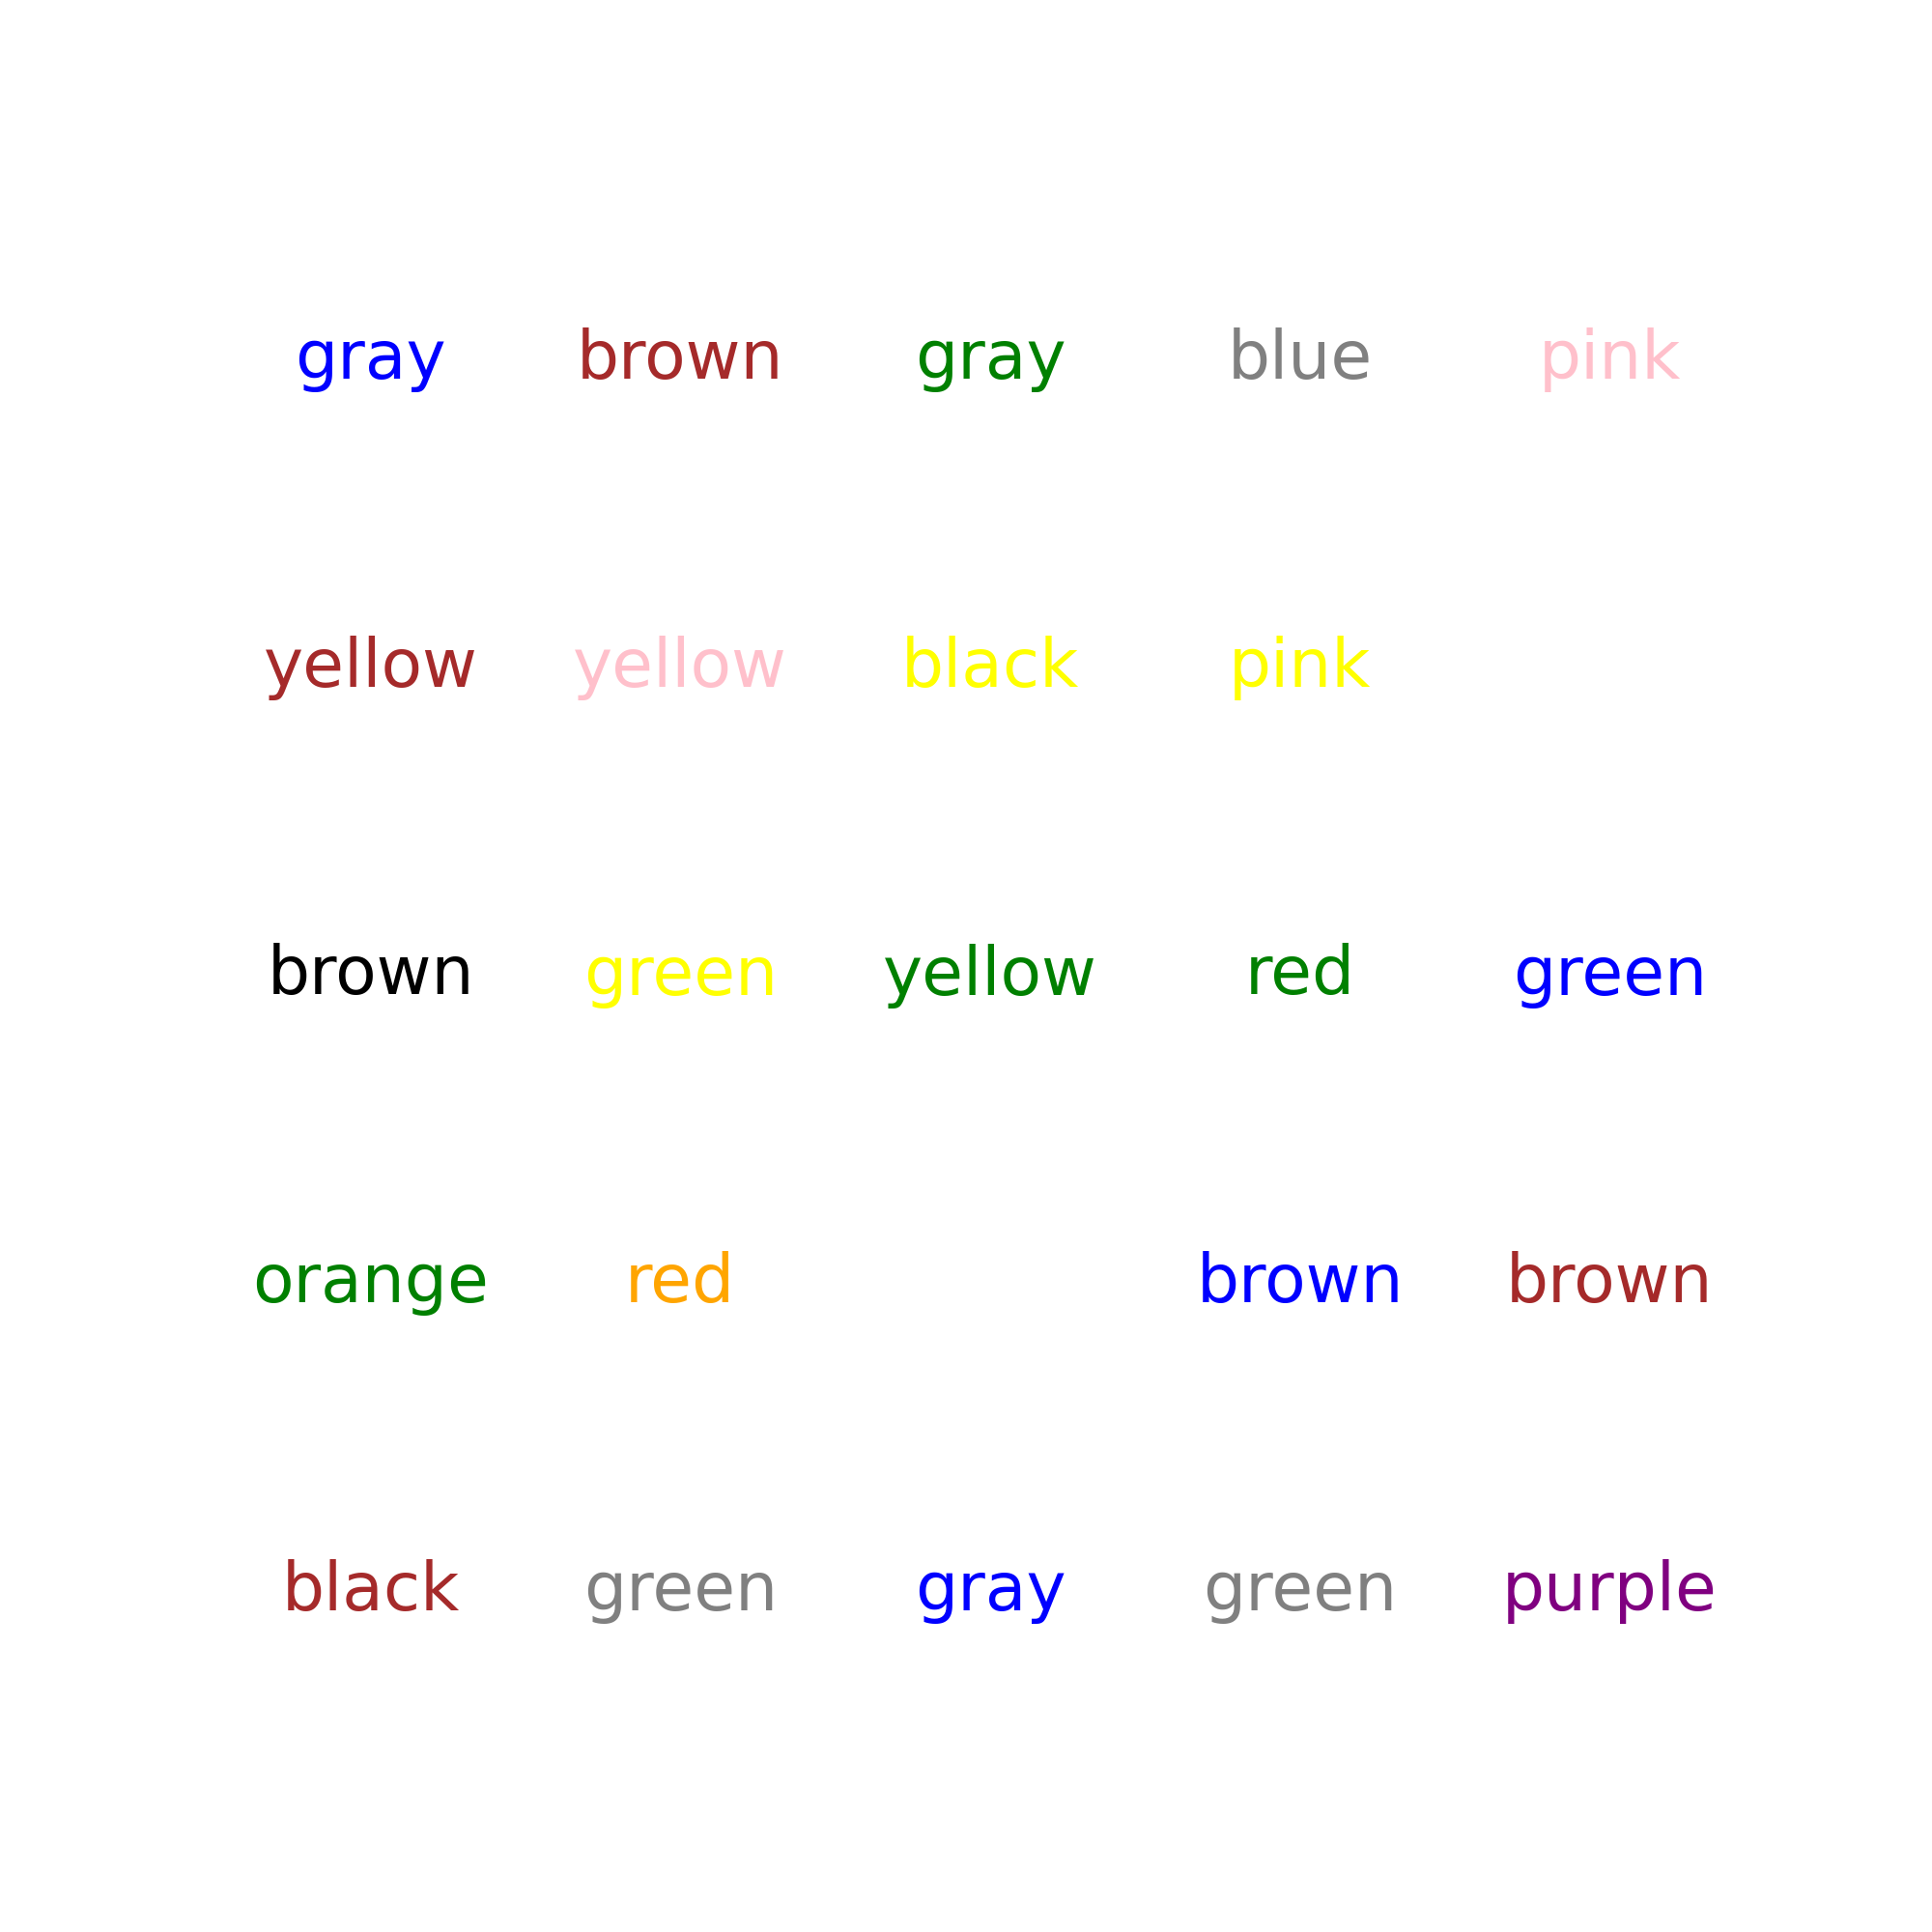 gray brown gray blue pink
yellow yellow black pink
brown green yellow red green
orange red brown brown
black green gray green purple